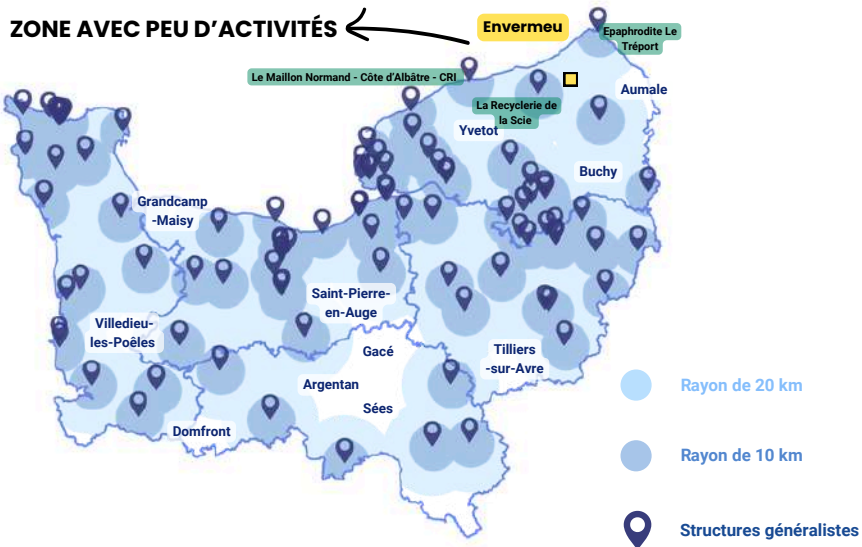 ZONE AVEC PEU D'ACTIVITÉS
Envermeu
Epaphrodite Le
Tréport
Le Maillon Normand - Côte d'Albâtre - CRI
La Recyclerie de
la Scie
Aumale
Yvetot
Buchy
Grandcamp
-Maisy
Saint-Pierre-
en-Auge
Villedieu-
les-Poêles
Gacé
Tilliers
-sur-Avre
Argentan
Sées
Domfront
Rayon de 20 km
Rayon de 10 km
Structures généralistes